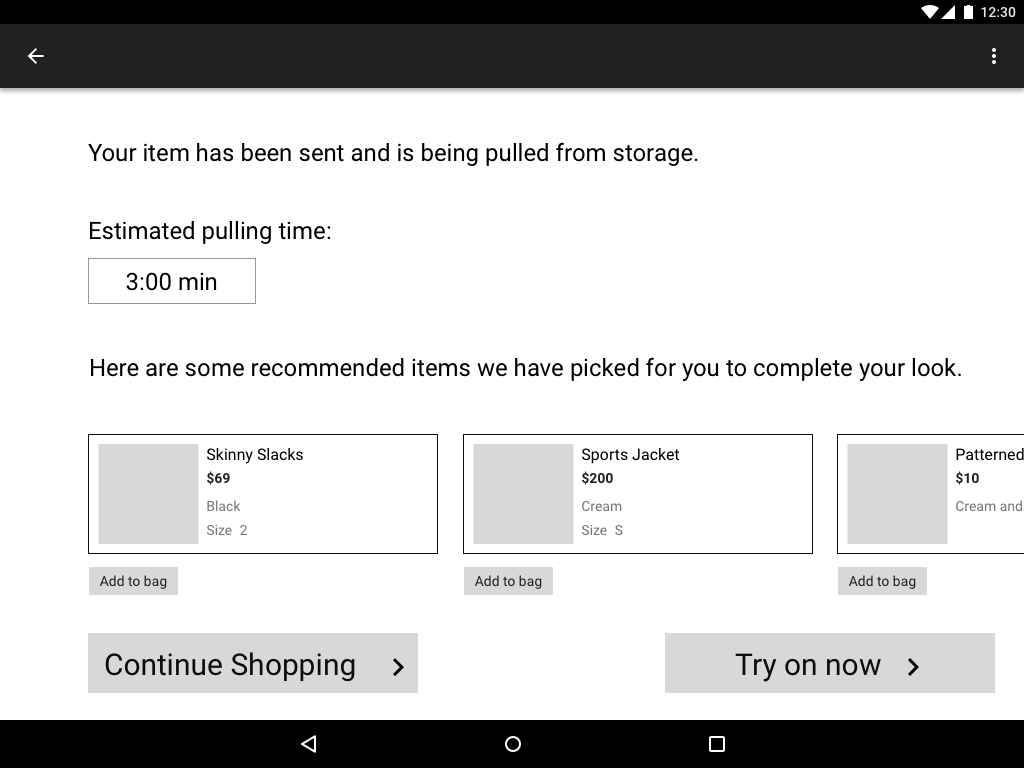 12:30
Your item has been sent and is being pulled from storage.
Estimated pulling time:
3:00 min
Here are some recommended items we have picked for you to complete your look.
Skinny Slacks
$69
Black
Size 2
Add to bag
Sports Jacket
$200
Cream
Size S
Add to bag
Patterned
$10
Cream and
Add to bag
Continue Shopping
Try on now